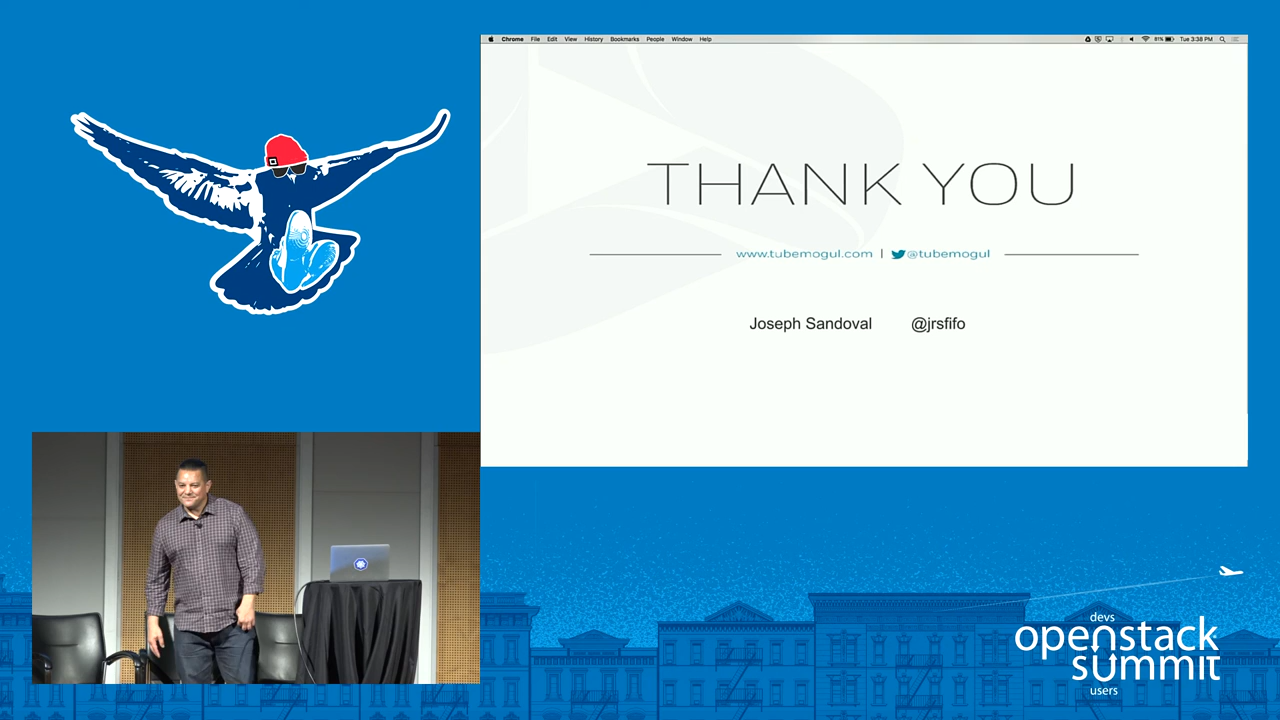 Chrome File Edit View History Bookmarks People Window Help 81% Tue 3:38 PM
THANK YOU
www.tubemogul.com | @tubemogul
Joseph Sandoval @jrsfifo
devs
openstack
summit
users